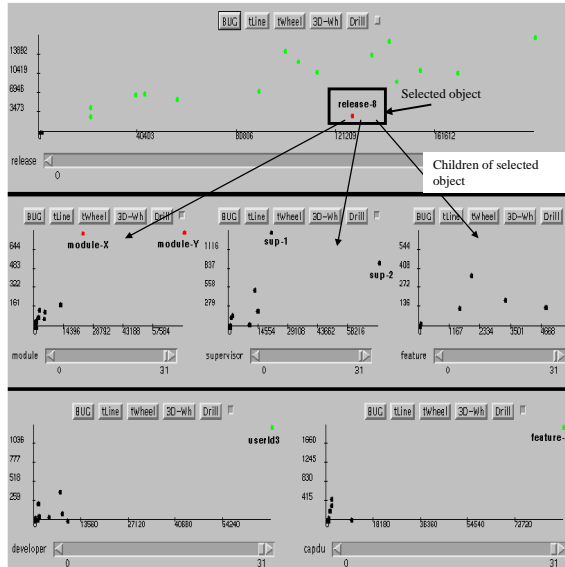 BUG tLine tWheel 3D-Wh Drill
13892
10419
6946
3473
release-8
Selected object
40403 80806 121209 161612
release
0
Children of selected
object
BUG tLine tWheel 3D-Wh Drill
644
483
322
161
module-X module-Y
14396 28792 43188 57584
module
0 31
BUG tLine tWheel 3D-Wh Drill
1116
837
558
279
sup-1
sup-2
14554 29108 43662 58216
supervisor
0 31
BUG tLine tWheel 3D-Wh Drill
544
408
272
136
1167 2334 3501 4668
feature
0 31
BUG tLine tWheel 3D-Wh Drill
1036
777
518
259
userId3
13560 27120 40680 54240
developer
0 31
BUG tLine tWheel 3D-Wh Drill
1660
1245
830
415
feature-
18180 36360 54540 72720
capdu
0 31